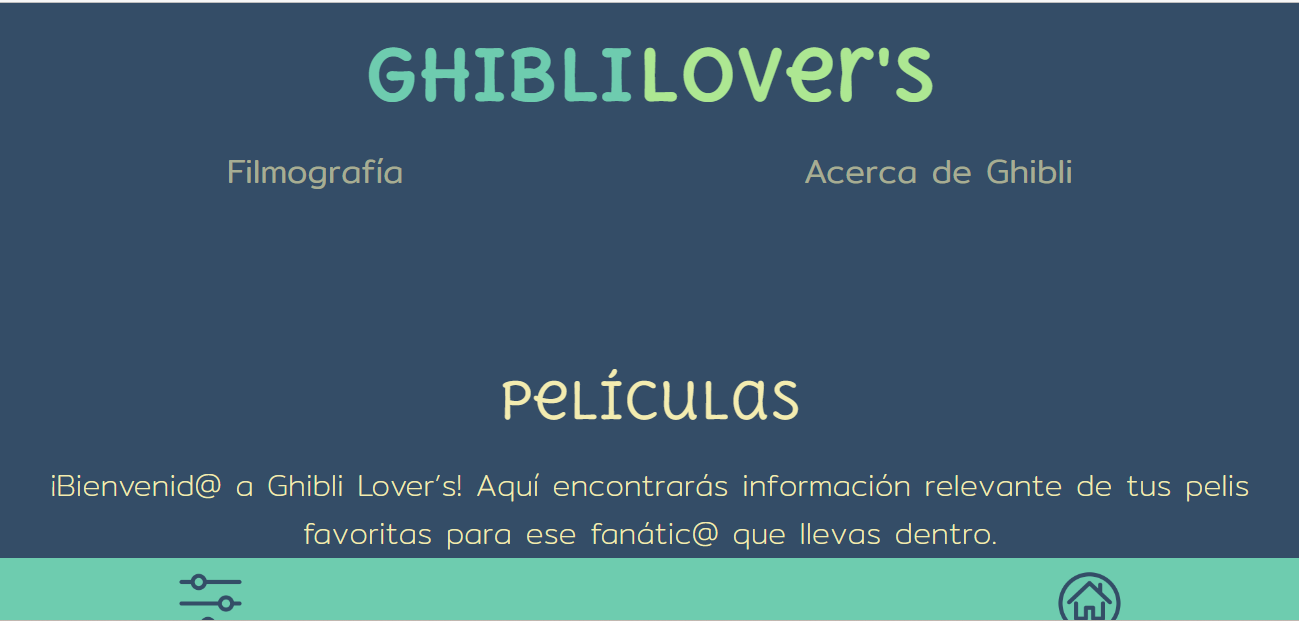 GHIBLILOVER'S
Filmografía Acerca de Ghibli
PELÍCULAS
¡Bienvenid@ a Ghibli Lover's! Aquí encontrarás información relevante de tus pelis
favoritas para ese fanátic@ que llevas dentro.